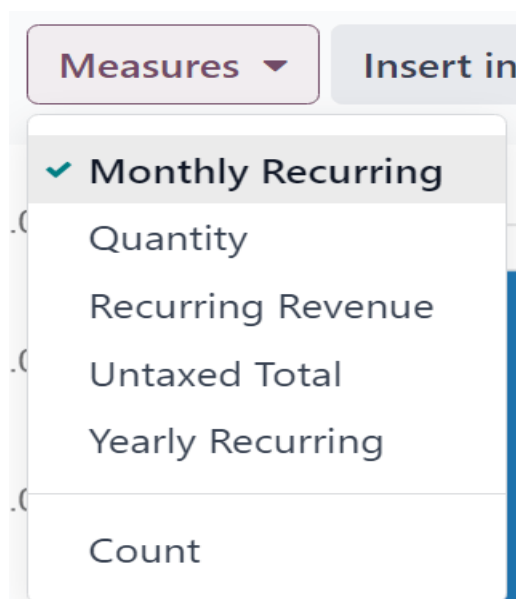 Measures
Insert in
Monthly Recurring
Quantity
Recurring Revenue
Untaxed Total
Yearly Recurring
Count